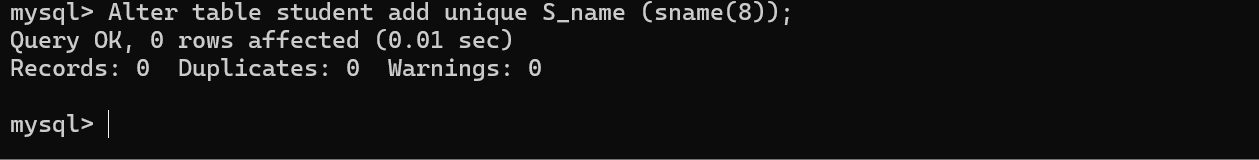 mysql> Alter table student add unique S_name (sname(8));
Query OK, 0 rows affected (0.01 sec)
Records: 0  Duplicates: 0  Warnings: 0
mysql>